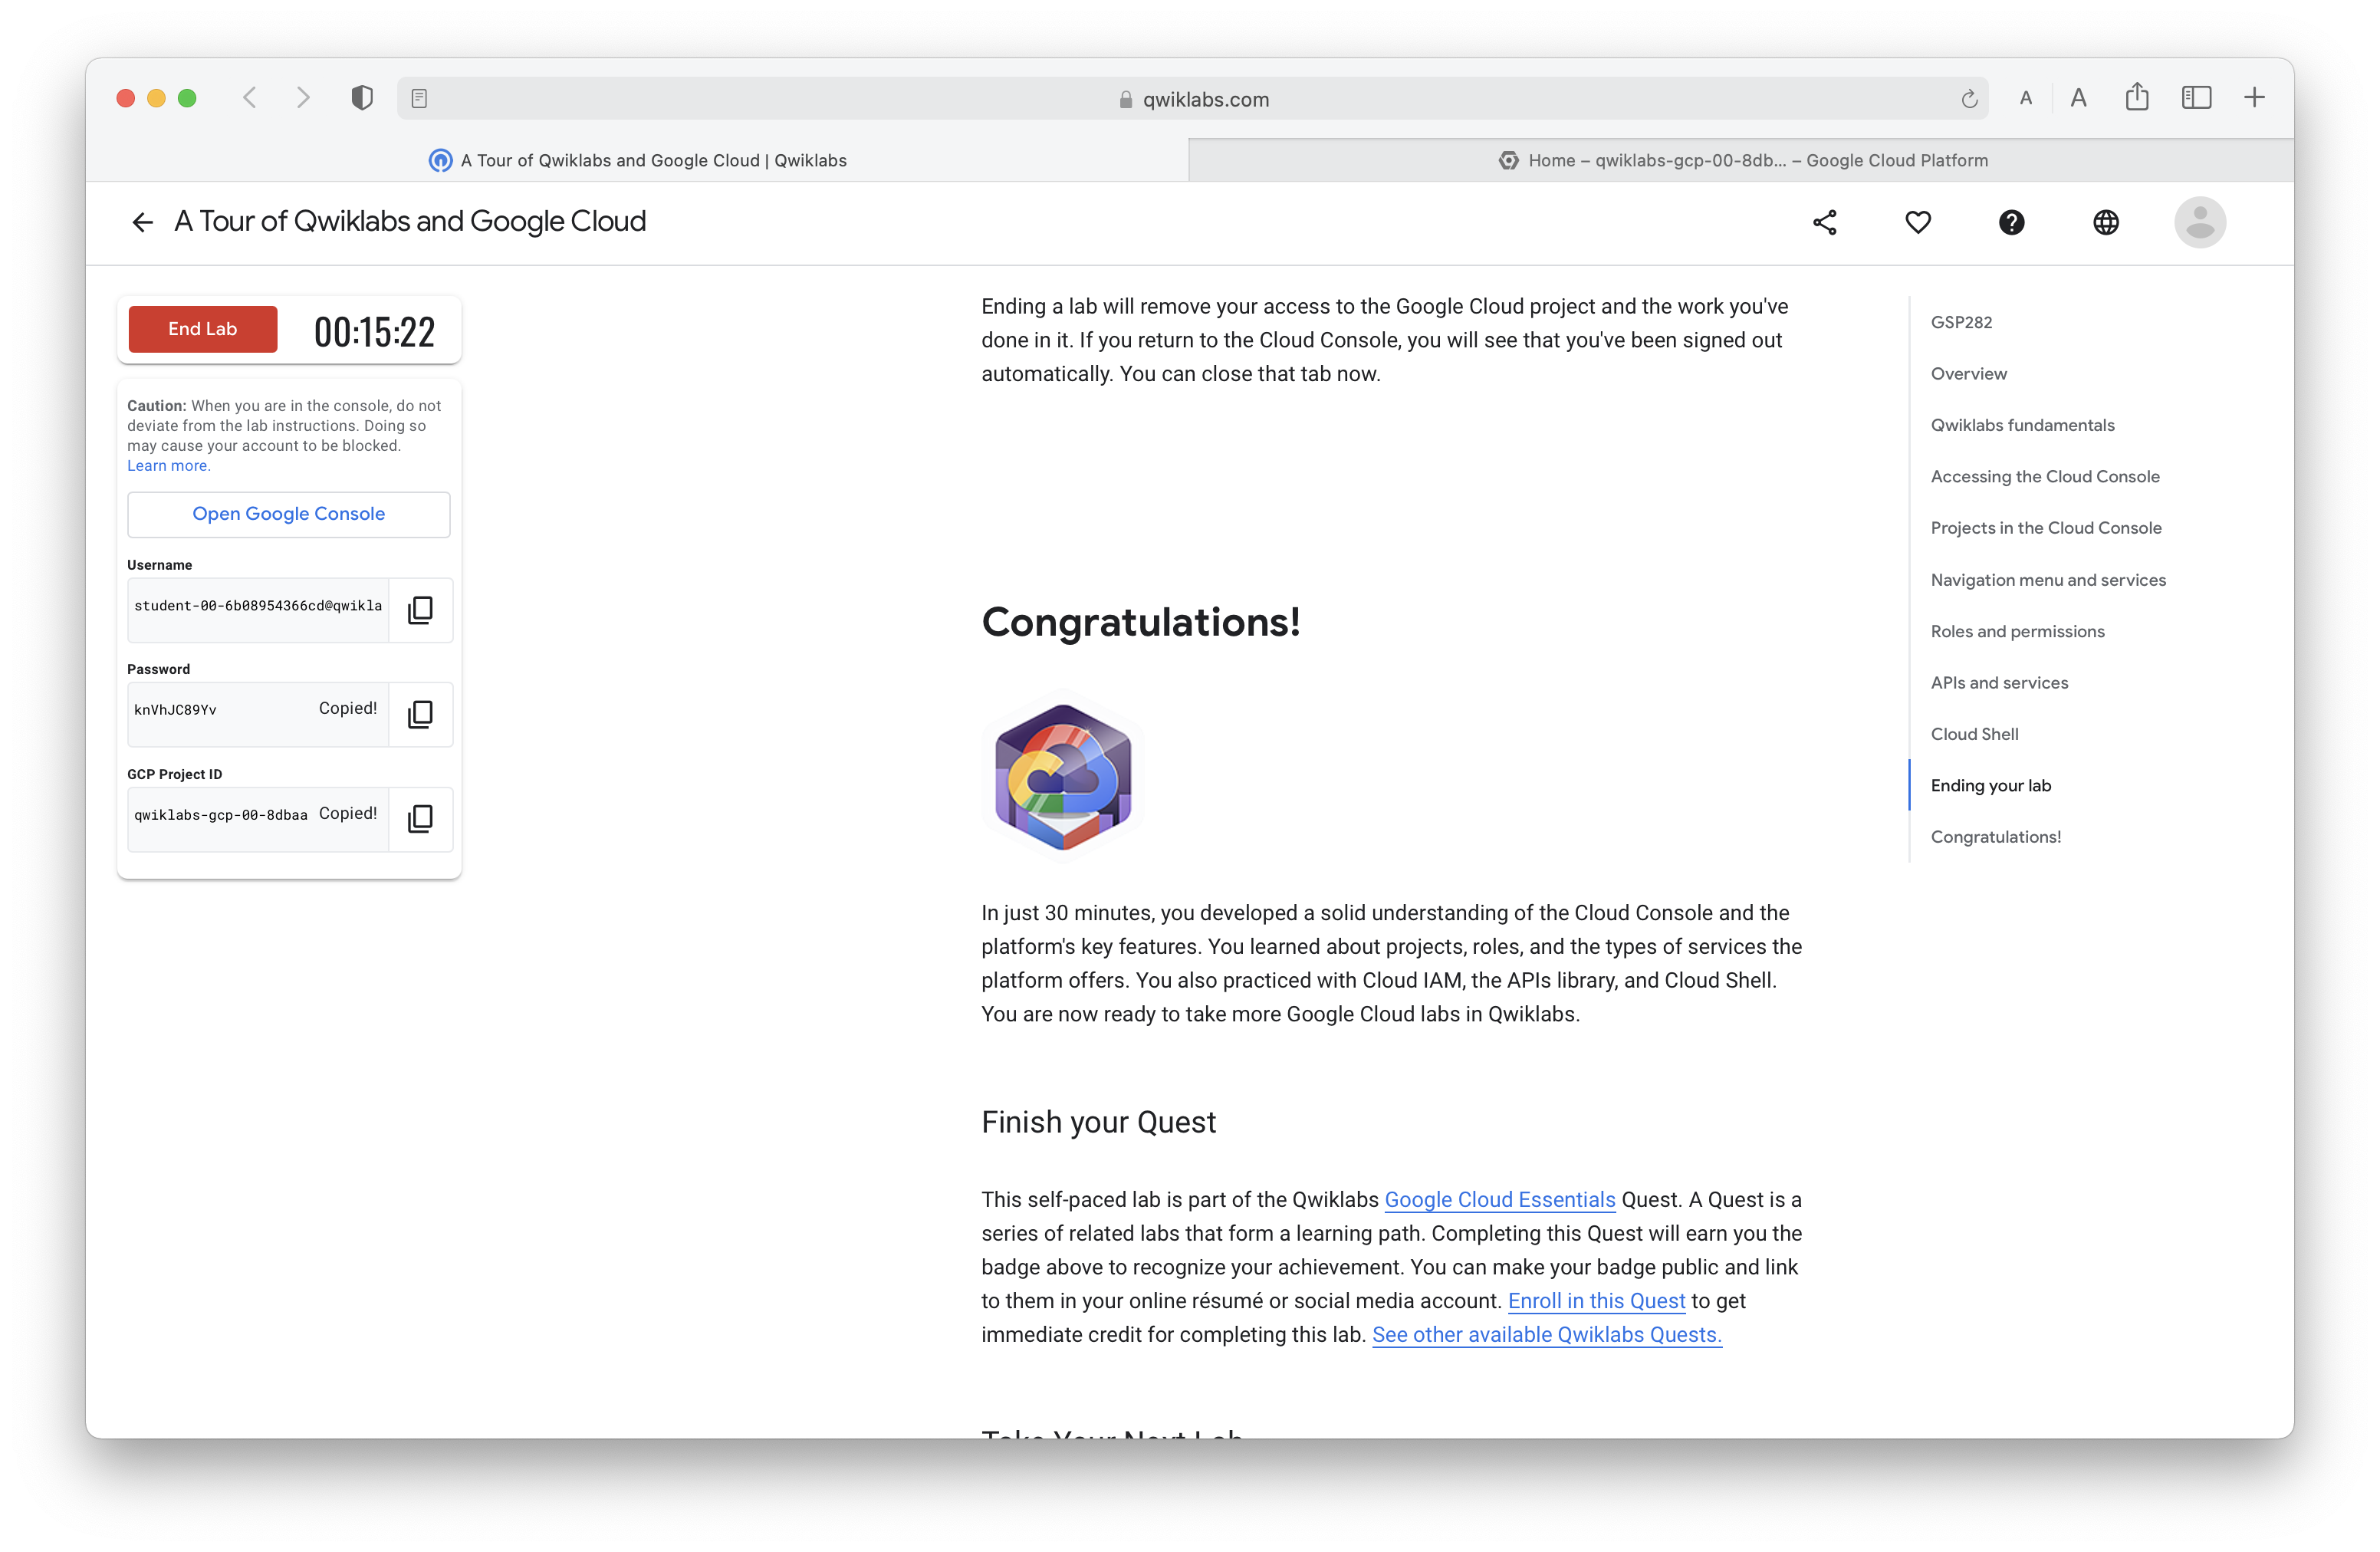 qwiklabs.com
A A
A Tour of Qwiklabs and Google Cloud | Qwiklabs
Home – qwiklabs-gcp-00-8db... – Google Cloud Platform
A Tour of Qwiklabs and Google Cloud
End Lab
00:15:22
Caution: When you are in the console, do not
deviate from the lab instructions. Doing so
may cause your account to be blocked.
Learn more.
Open Google Console
Username
student-00-6b08954366cd@qwikla
Password
knVhJC89Yv Copied!
GCP Project ID
qwiklabs-gcp-00-8dbaa Copied!
Ending a lab will remove your access to the Google Cloud project and the work you've
done in it. If you return to the Cloud Console, you will see that you've been signed out
automatically. You can close that tab now.
Congratulations!
In just 30 minutes, you developed a solid understanding of the Cloud Console and the
platform's key features. You learned about projects, roles, and the types of services the
platform offers. You also practiced with Cloud IAM, the APIs library, and Cloud Shell.
You are now ready to take more Google Cloud labs in Qwiklabs.
Finish your Quest
This self-paced lab is part of the Qwiklabs Google Cloud Essentials Quest. A Quest is a
series of related labs that form a learning path. Completing this Quest will earn you the
badge above to recognize your achievement. You can make your badge public and link
to them in your online résumé or social media account. Enroll in this Quest to get
immediate credit for completing this lab. See other available Qwiklabs Quests.
Take Your Next Lab
GSP282
Overview
Qwiklabs fundamentals
Accessing the Cloud Console
Projects in the Cloud Console
Navigation menu and services
Roles and permissions
APIs and services
Cloud Shell
Ending your lab
Congratulations!